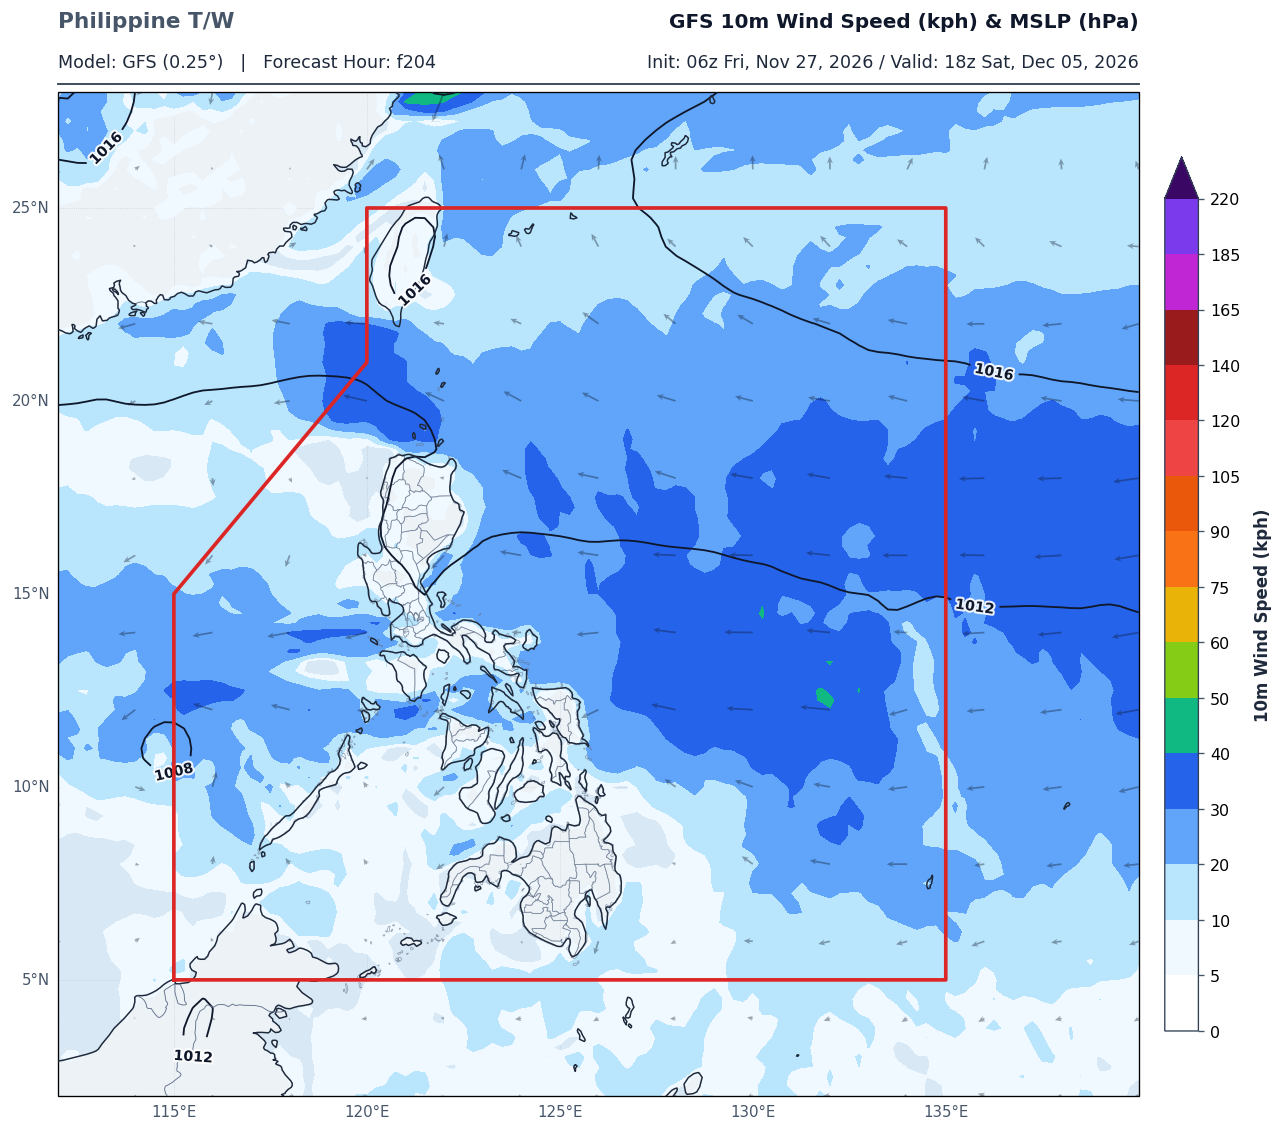 Philippine T/W
GFS 10m Wind Speed (kph) & MSLP (hPa)
Model: GFS (0.25°)   |   Forecast Hour: f204
Init: 06z Fri, Nov 27, 2026 / Valid: 18z Sat, Dec 05, 2026
1016
1016
1016
1012
1008
1012
25°N
20°N
15°N
10°N
5°N
115°E
120°E
125°E
130°E
135°E
220
185
165
140
120
105
90
75
60
50
40
30
20
10
5
0
10m Wind Speed (kph)